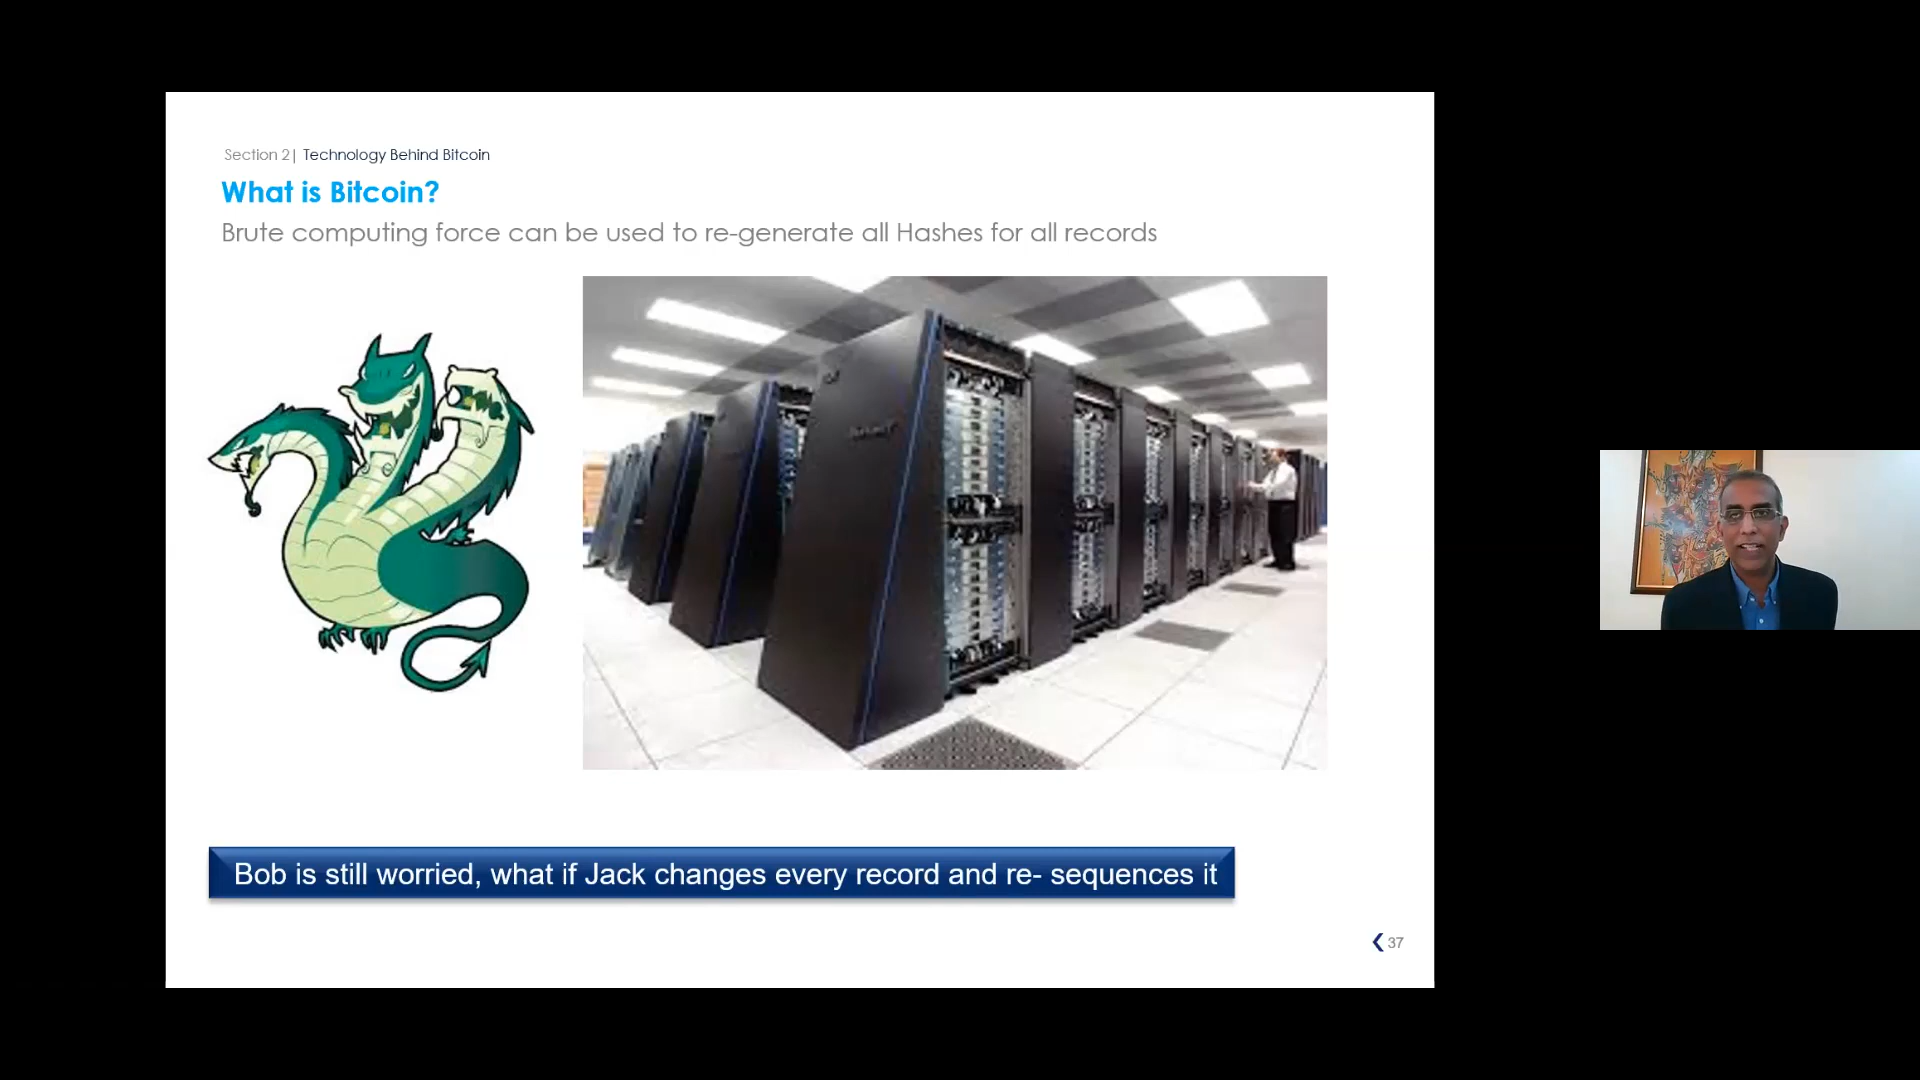 Section 2| Technology Behind Bitcoin
What is Bitcoin?
Brute computing force can be used to re-generate all Hashes for all records
Bob is still worried, what if Jack changes every record and re- sequences it
37